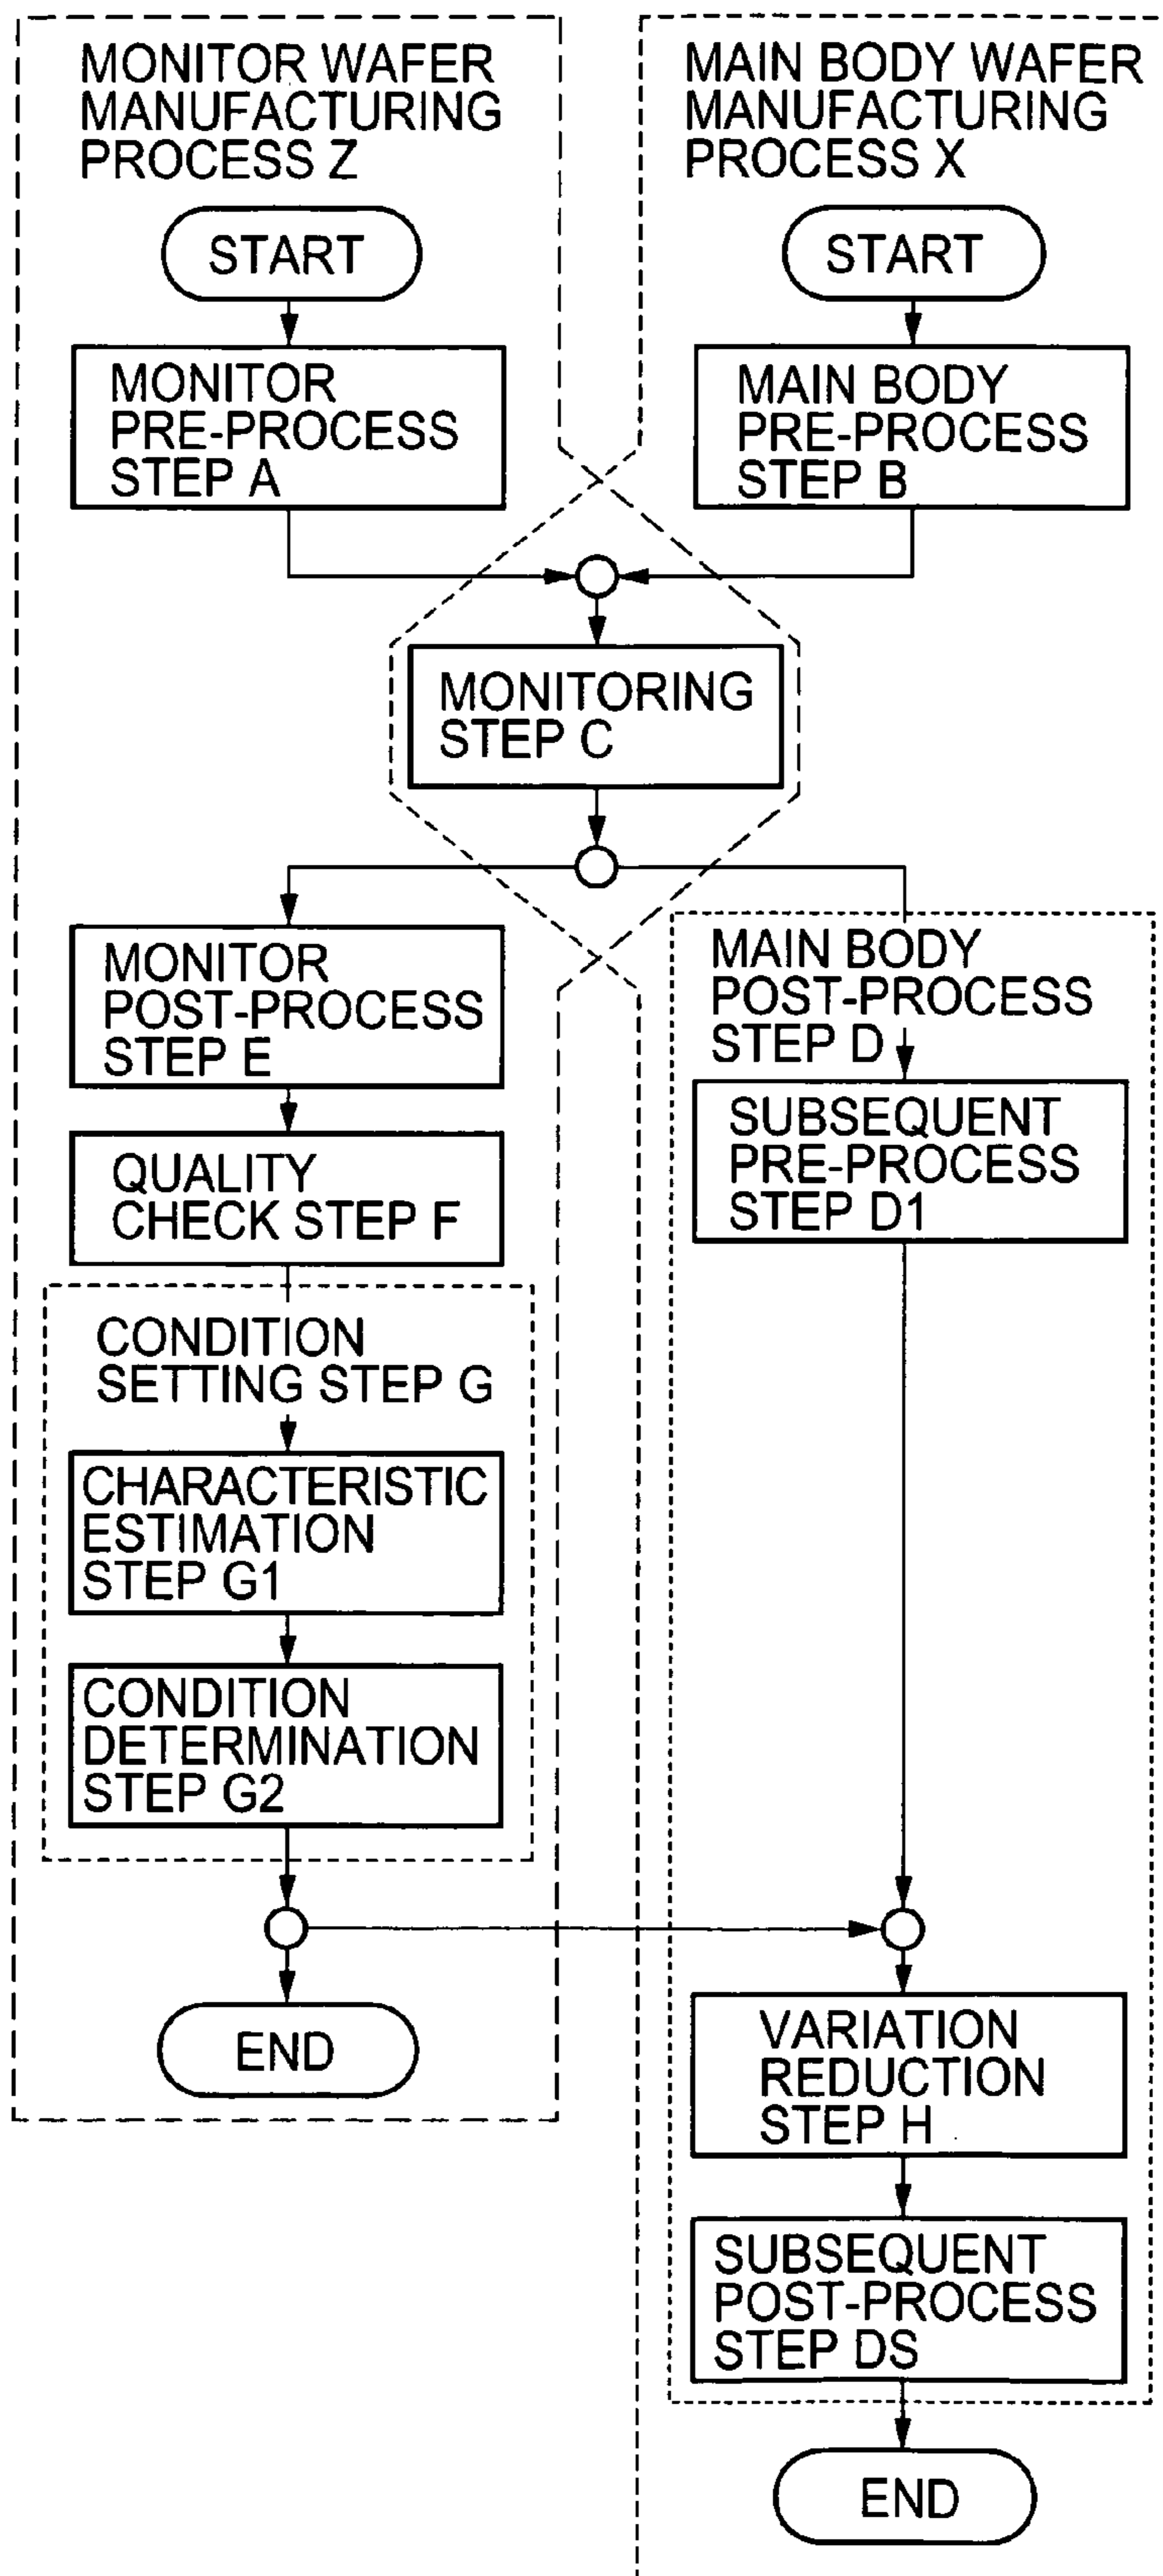 MONITOR WAFER
MANUFACTURING
PROCESS Z
MAIN BODY WAFER
MANUFACTURING
PROCESS X
START
START
MONITOR
PRE-PROCESS
STEP A
MAIN BODY
PRE-PROCESS
STEP B
MONITORING
STEP C
MONITOR
POST-PROCESS
STEP E
QUALITY
CHECK STEP F
CONDITION
SETTING STEP G
CHARACTERISTIC
ESTIMATION
STEP G1
CONDITION
DETERMINATION
STEP G2
END
MAIN BODY
POST-PROCESS
STEP D
SUBSEQUENT
PRE-PROCESS
STEP D1
VARIATION
REDUCTION
STEP H
SUBSEQUENT
POST-PROCESS
STEP DS
END